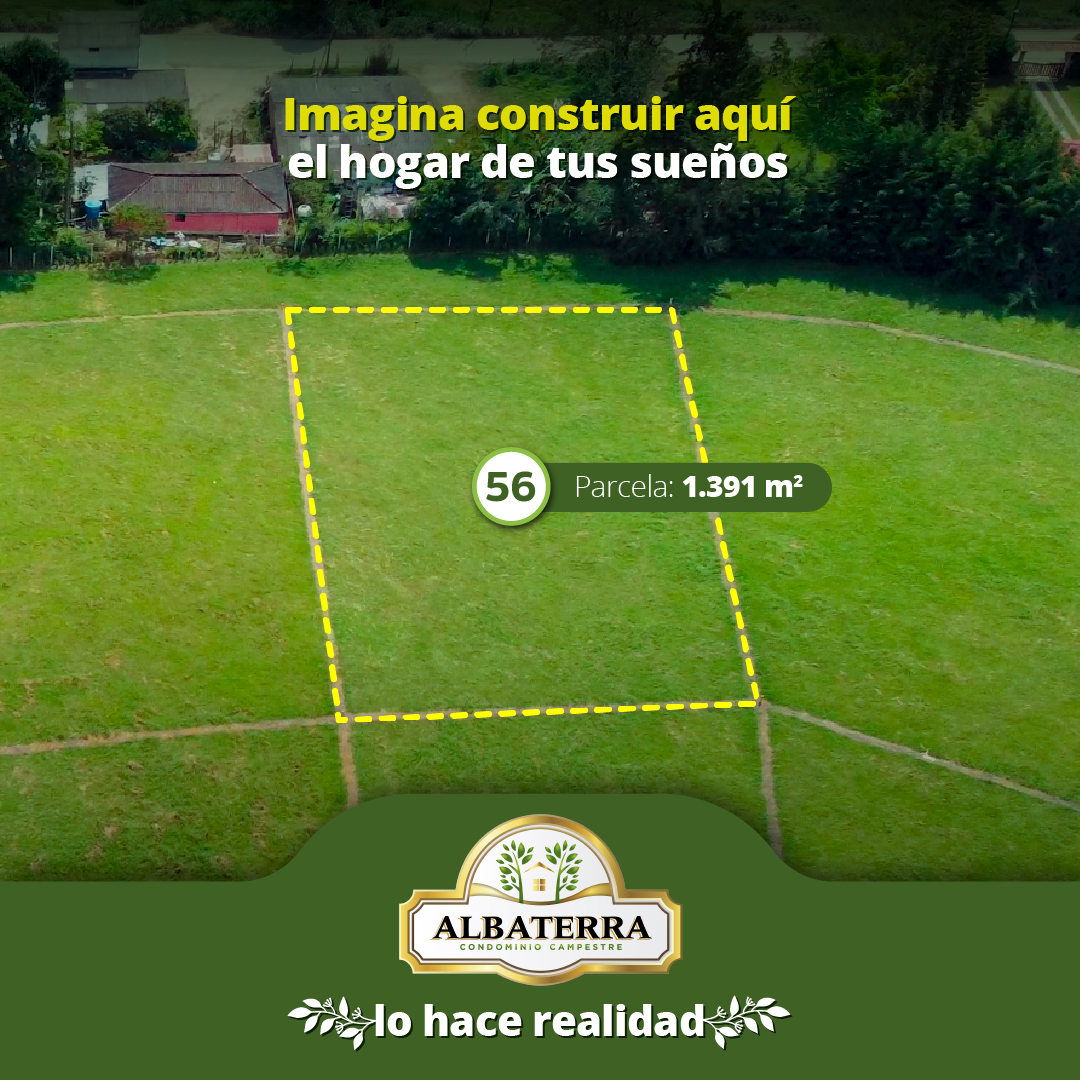 Imagina construir aquí
el hogar de tus sueños
56
Parcela: 1.391 m²
ALBATERRA
CONDOMINIO CAMPESTRE
lo hace realidad